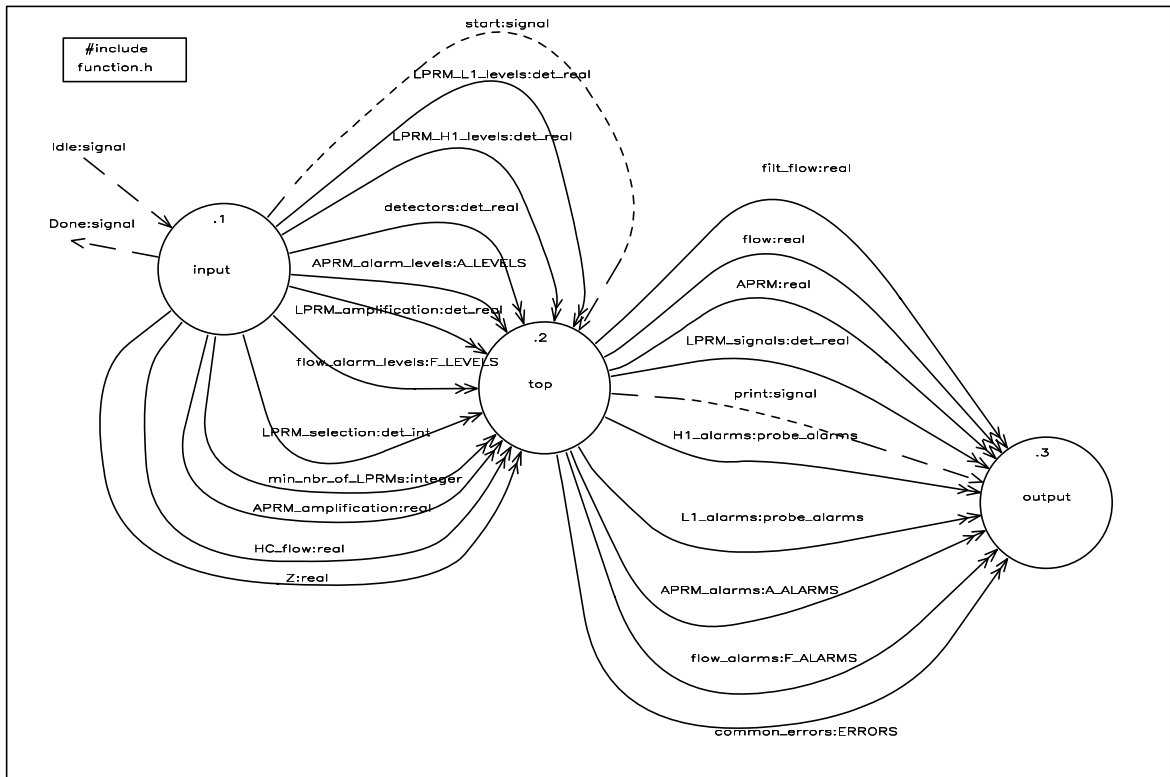 start:signal
#include
function.h
LPRM_L1_levels:det_real
LPRM_H1_levels:det_real
Idle:signal
filt_flow:real
detectors:det_real
.1
Done:signal
flow:real
APRM_alarm_levels:A_LEVELS
input
APRM:real
LPRM_amplification:det_real
.2
LPRM_signals:det_real
flow_alarm_levels:F_LEVELS
top
print:signal
LPRM_selection:det_int
H1_alarms:probe_alarms
.3
min_nbr_of_LPRMs:integer
output
APRM_amplification:real
L1_alarms:probe_alarms
HC_flow:real
Z:real
APRM_alarms:A_ALARMS
flow_alarms:F_ALARMS
common_errors:ERRORS